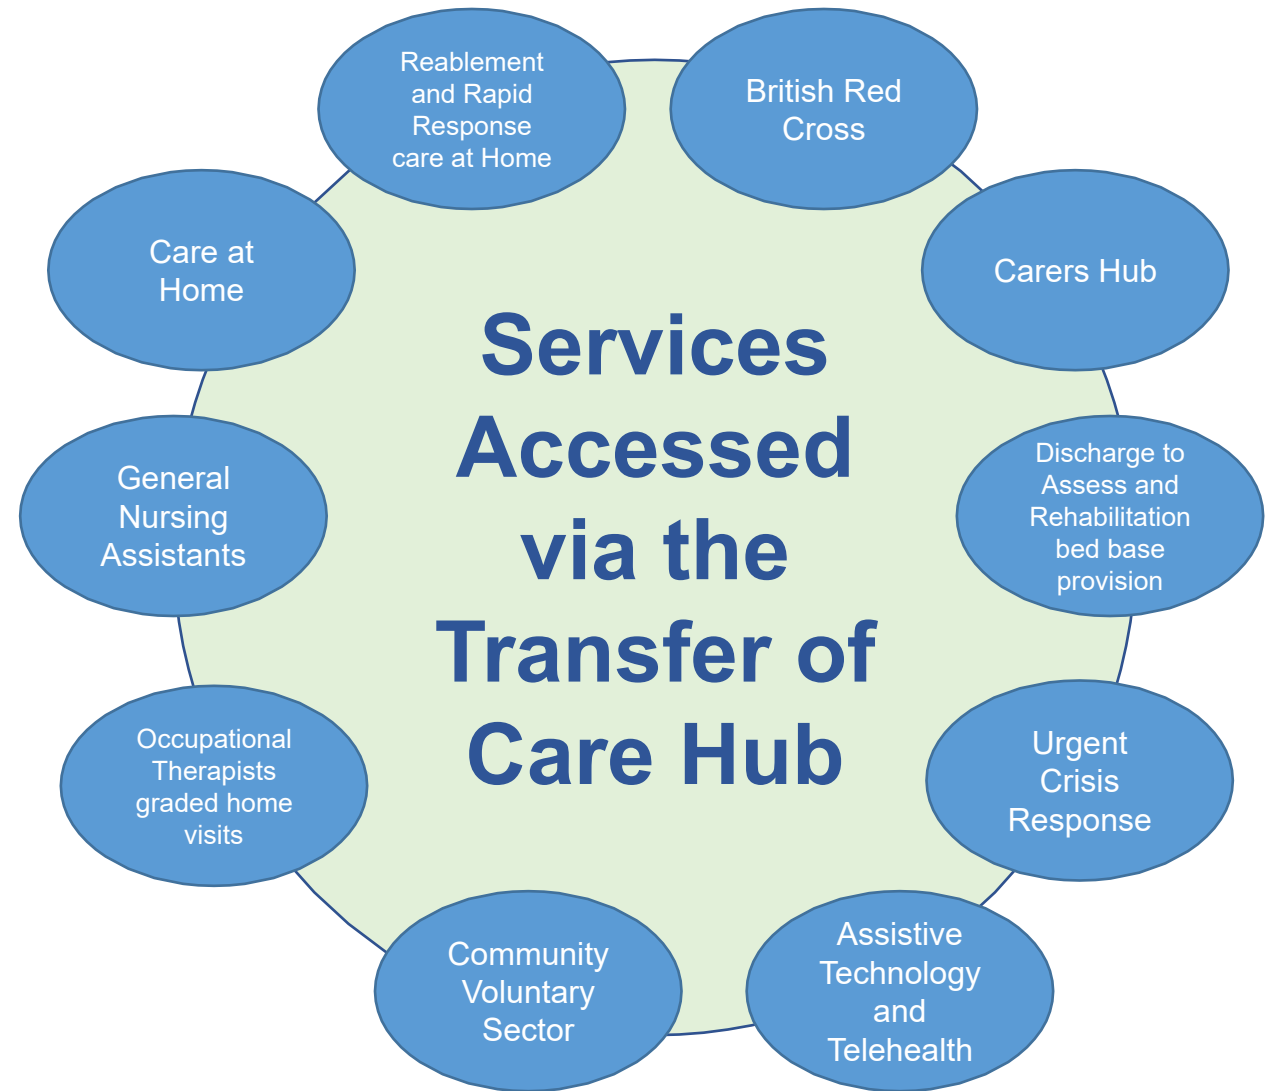 Reablement
and Rapid
Response
care at Home
British Red
Cross
Care at
Home
Carers Hub
Services
Accessed
via the
Transfer of
Care Hub
General
Nursing
Assistants
Discharge to
Assess and
Rehabilitation
bed base
provision
Occupational
Therapists
graded home
visits
Urgent
Crisis
Response
Community
Voluntary
Sector
Assistive
Technology
and
Telehealth